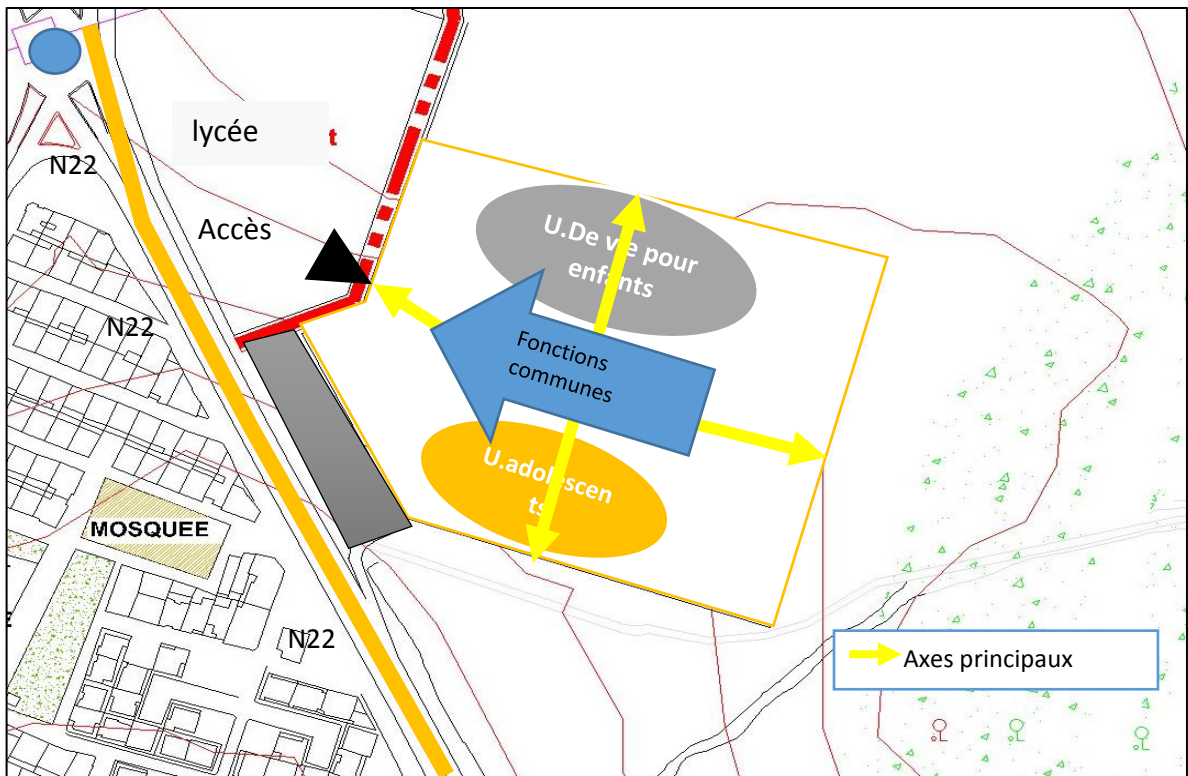 lycée
t
N22
Accès
U.De vie pour
enfants
N22
Fonctions
communes
U.adolescen
ts
MOSQUEE
N22
Axes principaux